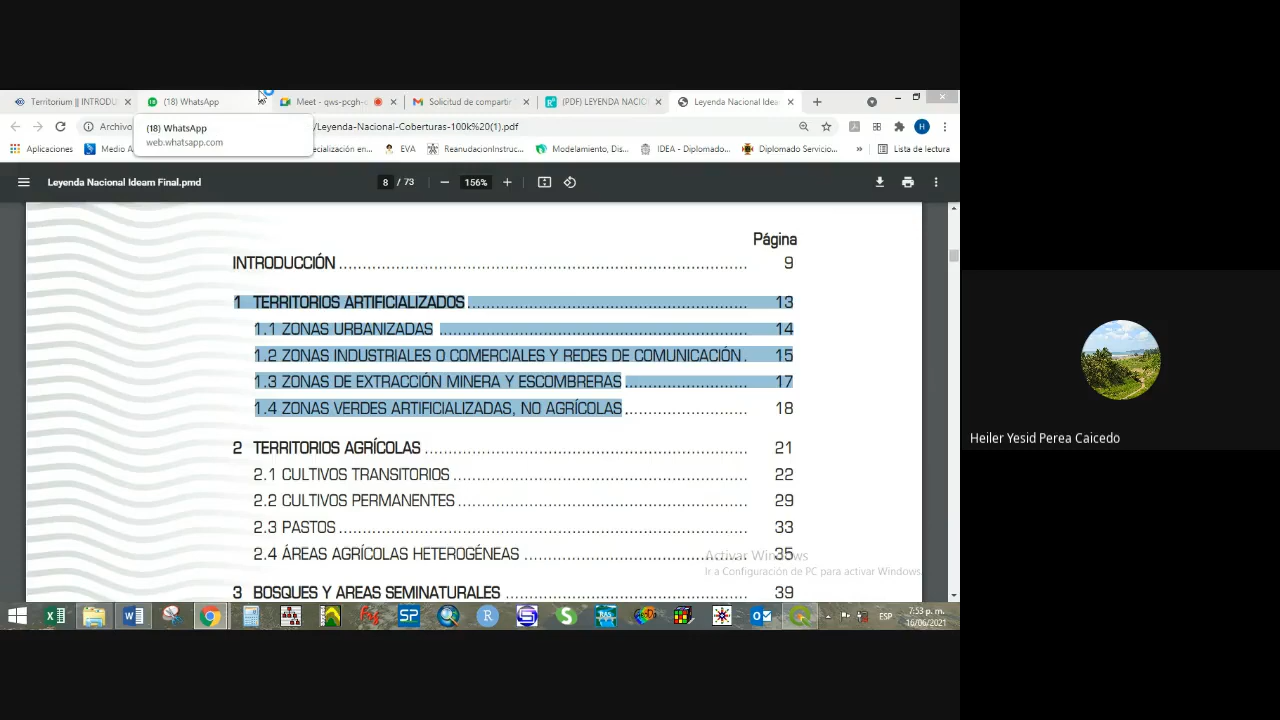 Territorium || INTRODU
(18) WhatsApp
Meet - qws-pcgh-
Solicitud de compartir
(PDF) LEYENDA NACIO
Leyenda Nacional Idea
(18) WhatsApp
web.whatsapp.com
Archivo
/Leyenda-Nacional-Coberturas-100k%20(1).pdf
H
Aplicaciones
Medio A
cialización en...
EVA
ReanudacionInstruc...
Modelamiento, Dis...
IDEA - Diplomado...
Diplomado Servicio...
»
Lista de lectura
Leyenda Nacional Ideam Final.pmd
8 / 73
156%
Página
INTRODUCCIÓN 9
1 TERRITORIOS ARTIFICIALIZADOS 13
1.1 ZONAS URBANIZADAS 14
1.2 ZONAS INDUSTRIALES O COMERCIALES Y REDES DE COMUNICACIÓN. 15
1.3 ZONAS DE EXTRACCIÓN MINERA Y ESCOMBRERAS 17
1.4 ZONAS VERDES ARTIFICIALIZADAS, NO AGRÍCOLAS 18
2 TERRITORIOS AGRÍCOLAS 21
2.1 CULTIVOS TRANSITORIOS 22
2.2 CULTIVOS PERMANENTES 29
2.3 PASTOS 33
2.4 ÁREAS AGRÍCOLAS HETEROGÉNEAS 35
3 BOSQUES Y AREAS SEMINATURALES 39
Activar Windows
Ir a Configuración de PC para activar Windows.
Heiler Yesid Perea Caicedo
SP
R
ESP
7:53 p. m.
16/06/2021